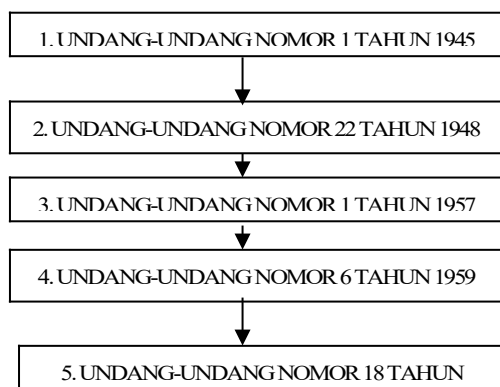 1. UNDANG-UNDANG NOMOR 1 TAHUN 1945
2. UNDANG-UNDANG NOMOR 22 TAHUN 1948
3. UNDANG-UNDANG NOMOR 1 TAHUN 1957
4. UNDANG-UNDANG NOMOR 6 TAHUN 1959
5. UNDANG-UNDANG NOMOR 18 TAHUN